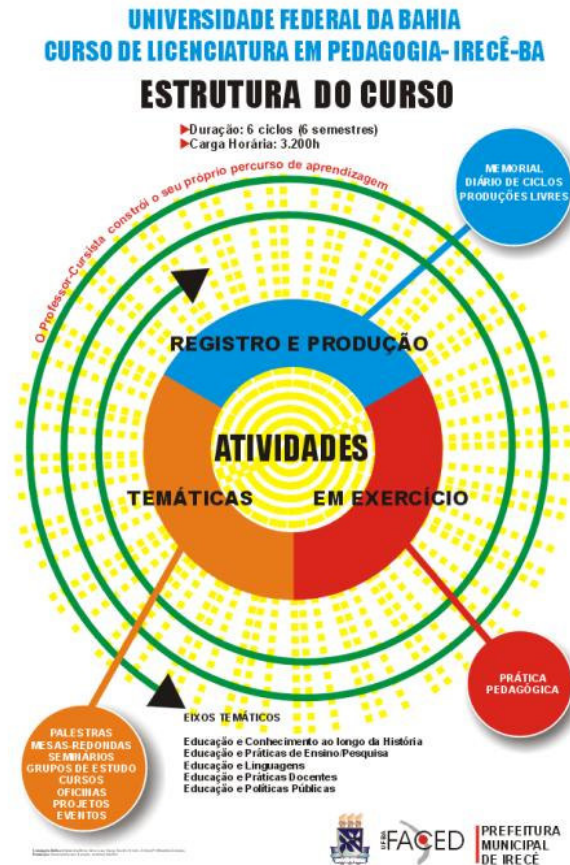 UNIVERSIDADE FEDERAL DA BAHIA
CURSO DE LICENCIATURA EM PEDAGOGIA- IRECÊ-BA
ESTRUTURA DO CURSO
Duração: 6 ciclos (6 semestres)
Carga Horária: 3.200h
O Professor-Cursista constrói o seu próprio percurso de aprendizagem
MEMORIAL
DIÁRIO DE CICLOS
PRODUÇÕES LIVRES
REGISTRO E PRODUÇÃO
ATIVIDADES
TEMÁTICAS
EM EXERCÍCIO
PRÁTICA
PEDAGÓGICA
PALESTRAS
MESAS-REDONDAS
SEMINÁRIOS
GRUPOS DE ESTUDO
CURSOS
OFICINAS
PROJETOS
EVENTOS
EIXOS TEMÁTICOS
Educação e Conhecimento ao longo da História
Educação e Práticas de Ensino/Pesquisa
Educação e Linguagens
Educação e Práticas Docentes
Educação e Políticas Públicas
UFBA
FACED
PREFEITURA
MUNICIPAL
DE IRECÊ